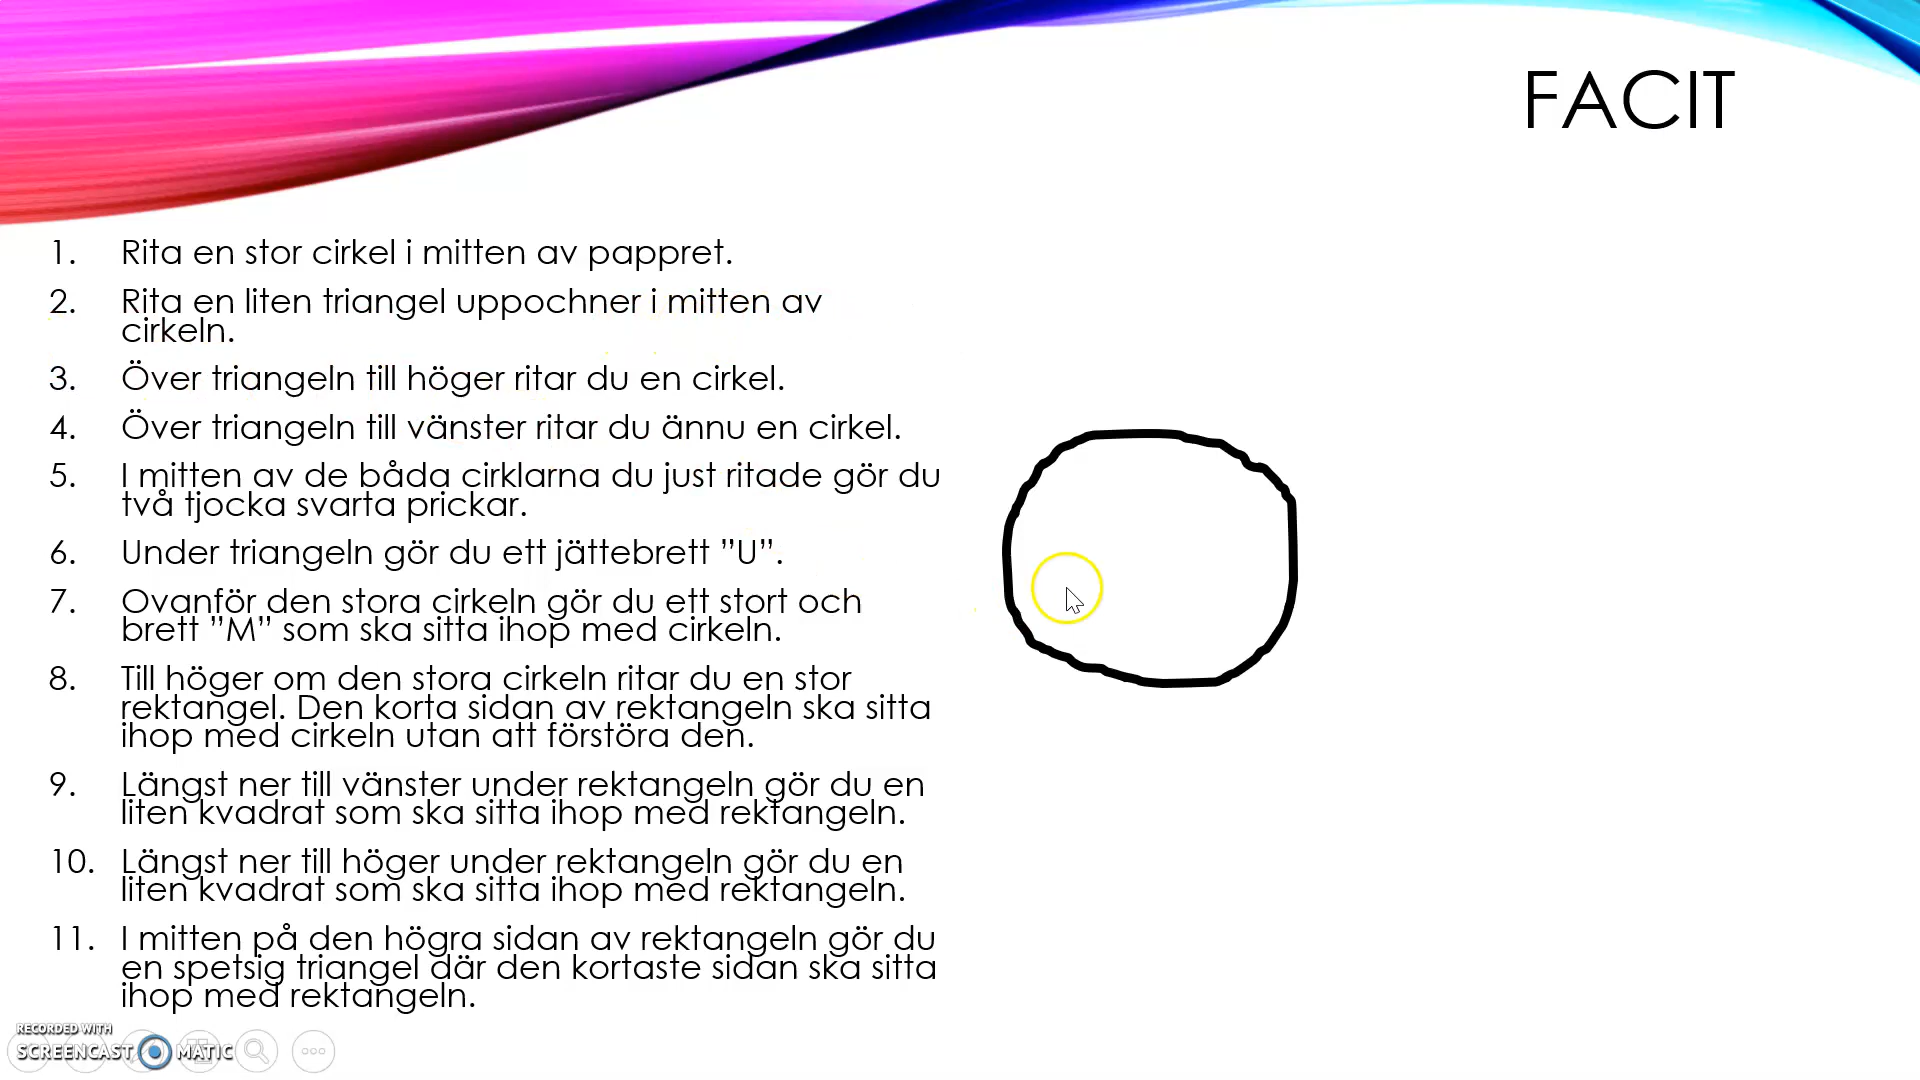 FACIT
1. Rita en stor cirkel i mitten av pappret.
2. Rita en liten triangel uppochner i mitten av
cirkeln.
3. Över triangeln till höger ritar du en cirkel.
4. Över triangeln till vänster ritar du ännu en cirkel.
5. I mitten av de båda cirklarna du just ritade gör du
två tjocka svarta prickar.
6. Under triangeln gör du ett jättebrett ”U”.
7. Ovanför den stora cirkeln gör du ett stort och
brett ”M” som ska sitta ihop med cirkeln.
8. Till höger om den stora cirkeln ritar du en stor
rektangel. Den korta sidan av rektangeln ska sitta
ihop med cirkeln utan att förstöra den.
9. Längst ner till vänster under rektangeln gör du en
liten kvadrat som ska sitta ihop med rektangeln.
10. Längst ner till höger under rektangeln gör du en
liten kvadrat som ska sitta ihop med rektangeln.
11. I mitten på den högra sidan av rektangeln gör du
en spetsig triangel där den kortaste sidan ska sitta
ihop med rektangeln.
RECORDED WITH
SCREENCAST MATIC